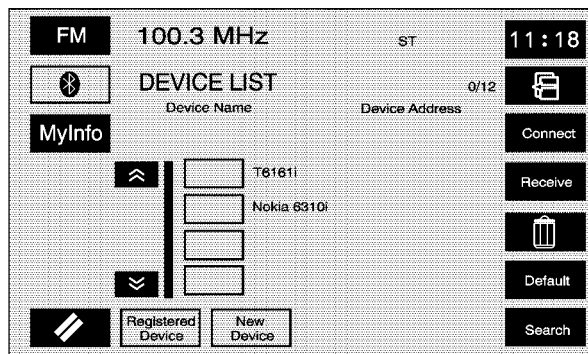 FM 100.3 MHz ST 11:18
DEVICE LIST 0/12
Device Name Device Address
MyInfo Connect
T6161i
Receive
Nokia 6310i
Default
Registered Device New Device Search